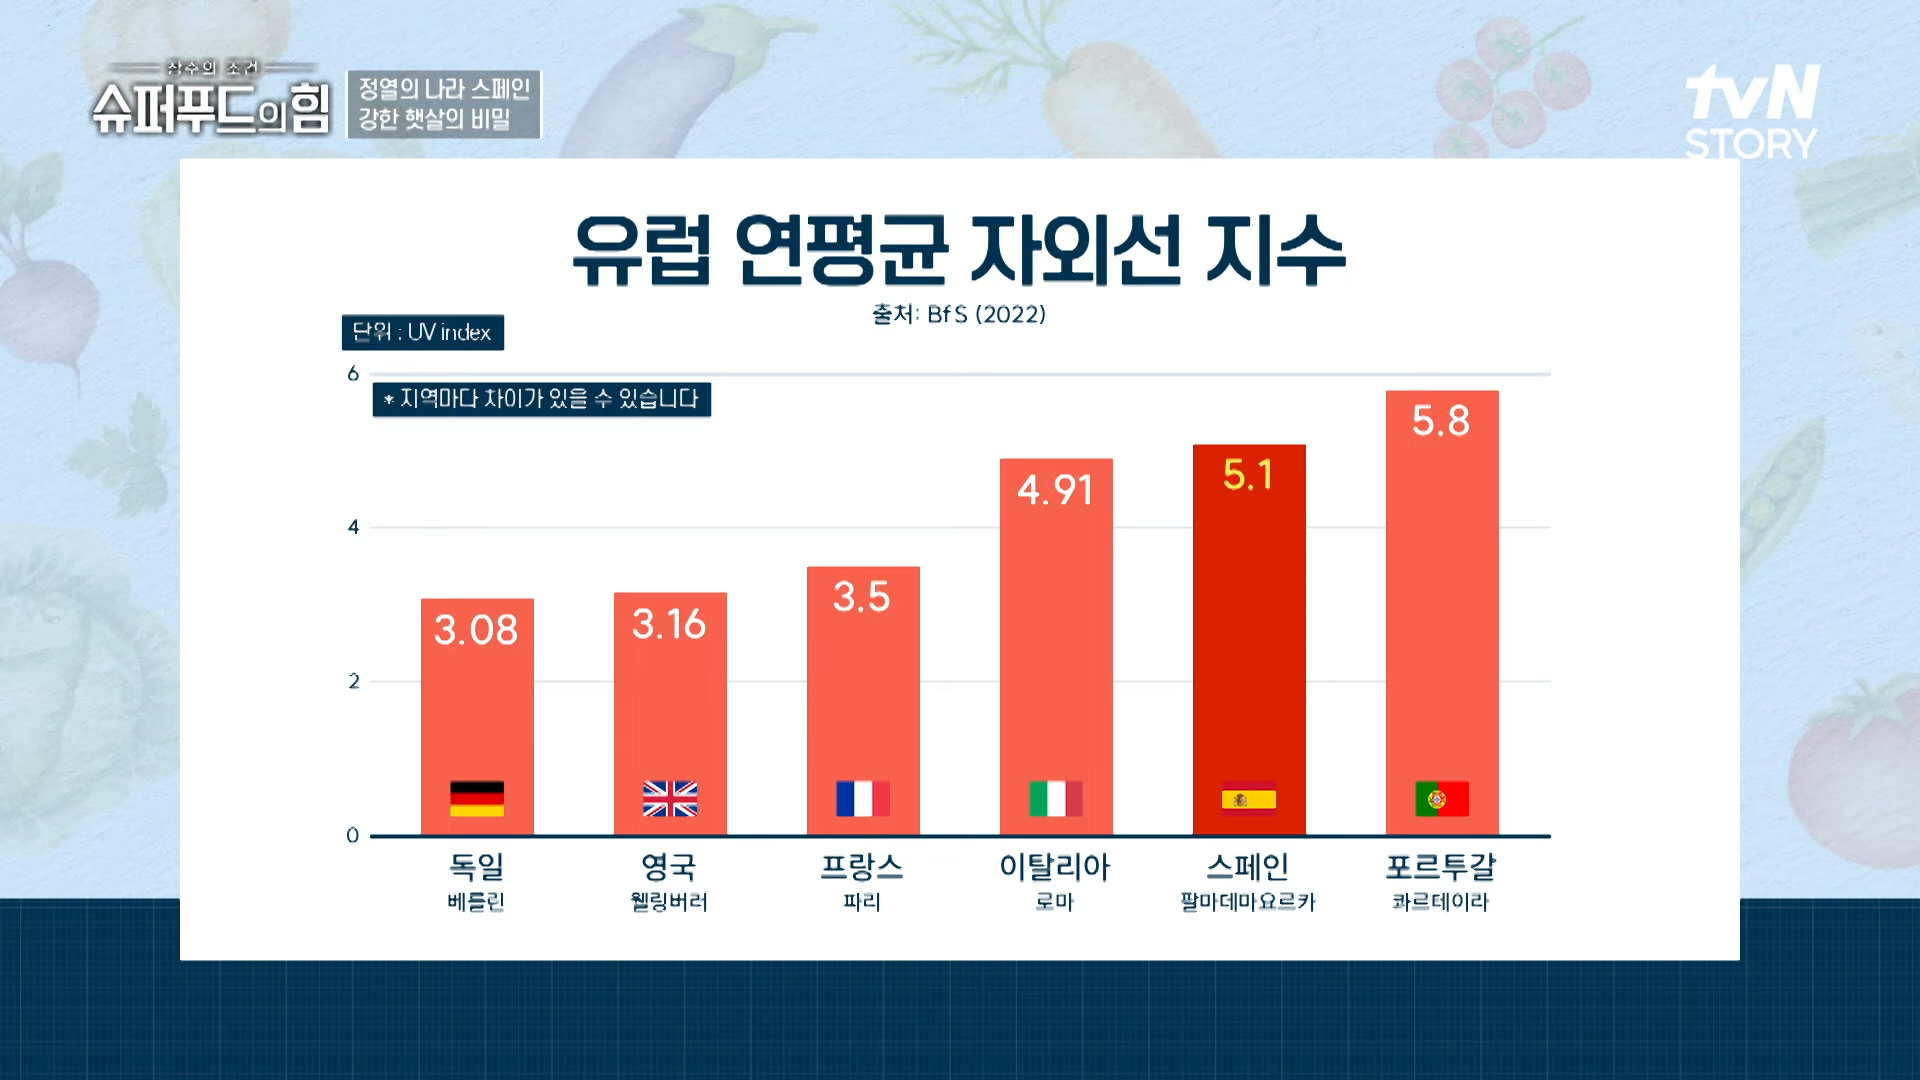 장수의 조건
슈퍼푸드의 힘
정열의 나라 스페인
강한 햇살의 비밀
tvN
STORY
유럽 연평균 자외선 지수
출처: BfS (2022)
단위 : UV index
* 지역마다 차이가 있을 수 있습니다
6
4
2
0
3.08
3.16
3.5
4.91
5.1
5.8
독일 영국 프랑스 이탈리아 스페인 포르투갈
베를린 웰링버러 파리 로마 팔마데마요르카 콰르테이라